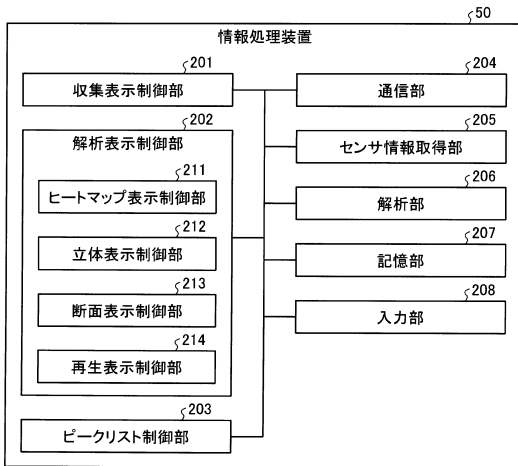 50
情報処理装置
201
収集表示制御部
202
解析表示制御部
211
ヒートマップ表示制御部
212
立体表示制御部
213
断面表示制御部
214
再生表示制御部
203
ピークリスト制御部
204
通信部
205
センサ情報取得部
206
解析部
207
記憶部
208
入力部